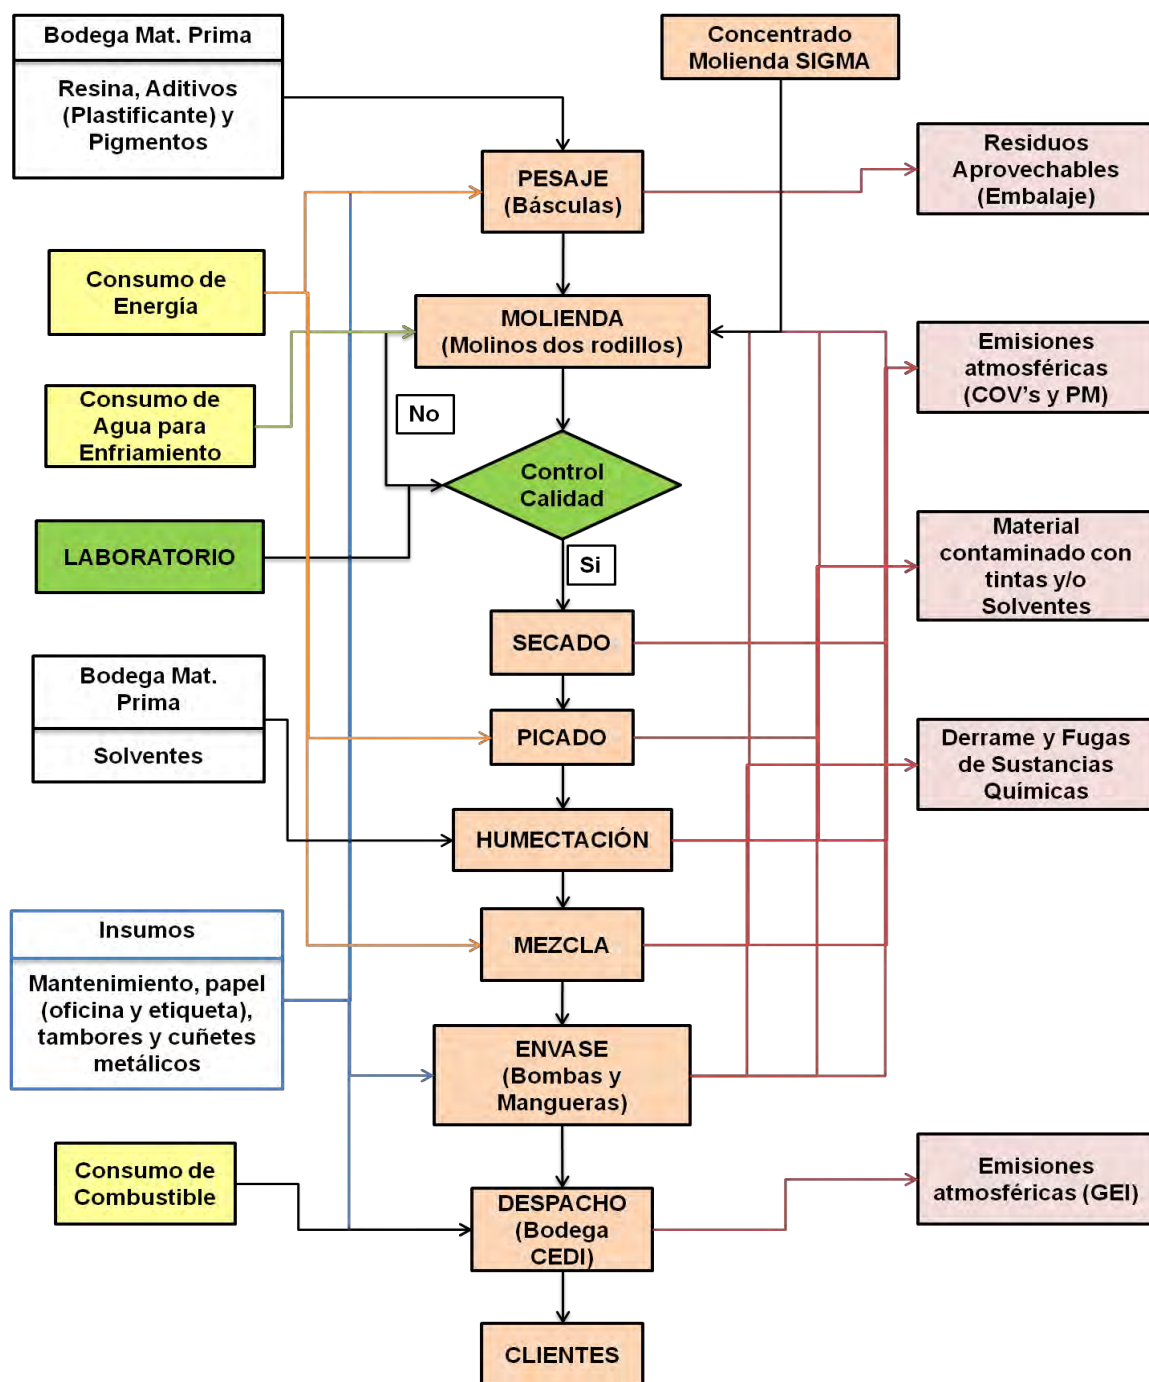 Bodega Mat. Prima
Resina, Aditivos
(Plastificante) y
Pigmentos
Concentrado
Molienda SIGMA
PESAJE
(Básculas)
Residuos
Aprovechables
(Embalaje)
Consumo de
Energía
MOLIENDA
(Molinos dos rodillos)
Emisiones
atmosféricas
(COV's y PM)
Consumo de
Agua para
Enfriamiento
No
Control
Calidad
LABORATORIO
Si
Material
contaminado con
tintas y/o
Solventes
SECADO
Bodega Mat.
Prima
Solventes
PICADO
Derrame y Fugas
de Sustancias
Químicas
HUMECTACIÓN
Insumos
Mantenimiento, papel
(oficina y etiqueta),
tambores y cuñetes
metálicos
MEZCLA
ENVASE
(Bombas y
Mangueras)
Consumo de
Combustible
DESPACHO
(Bodega
CEDI)
Emisiones
atmosféricas (GEI)
CLIENTES